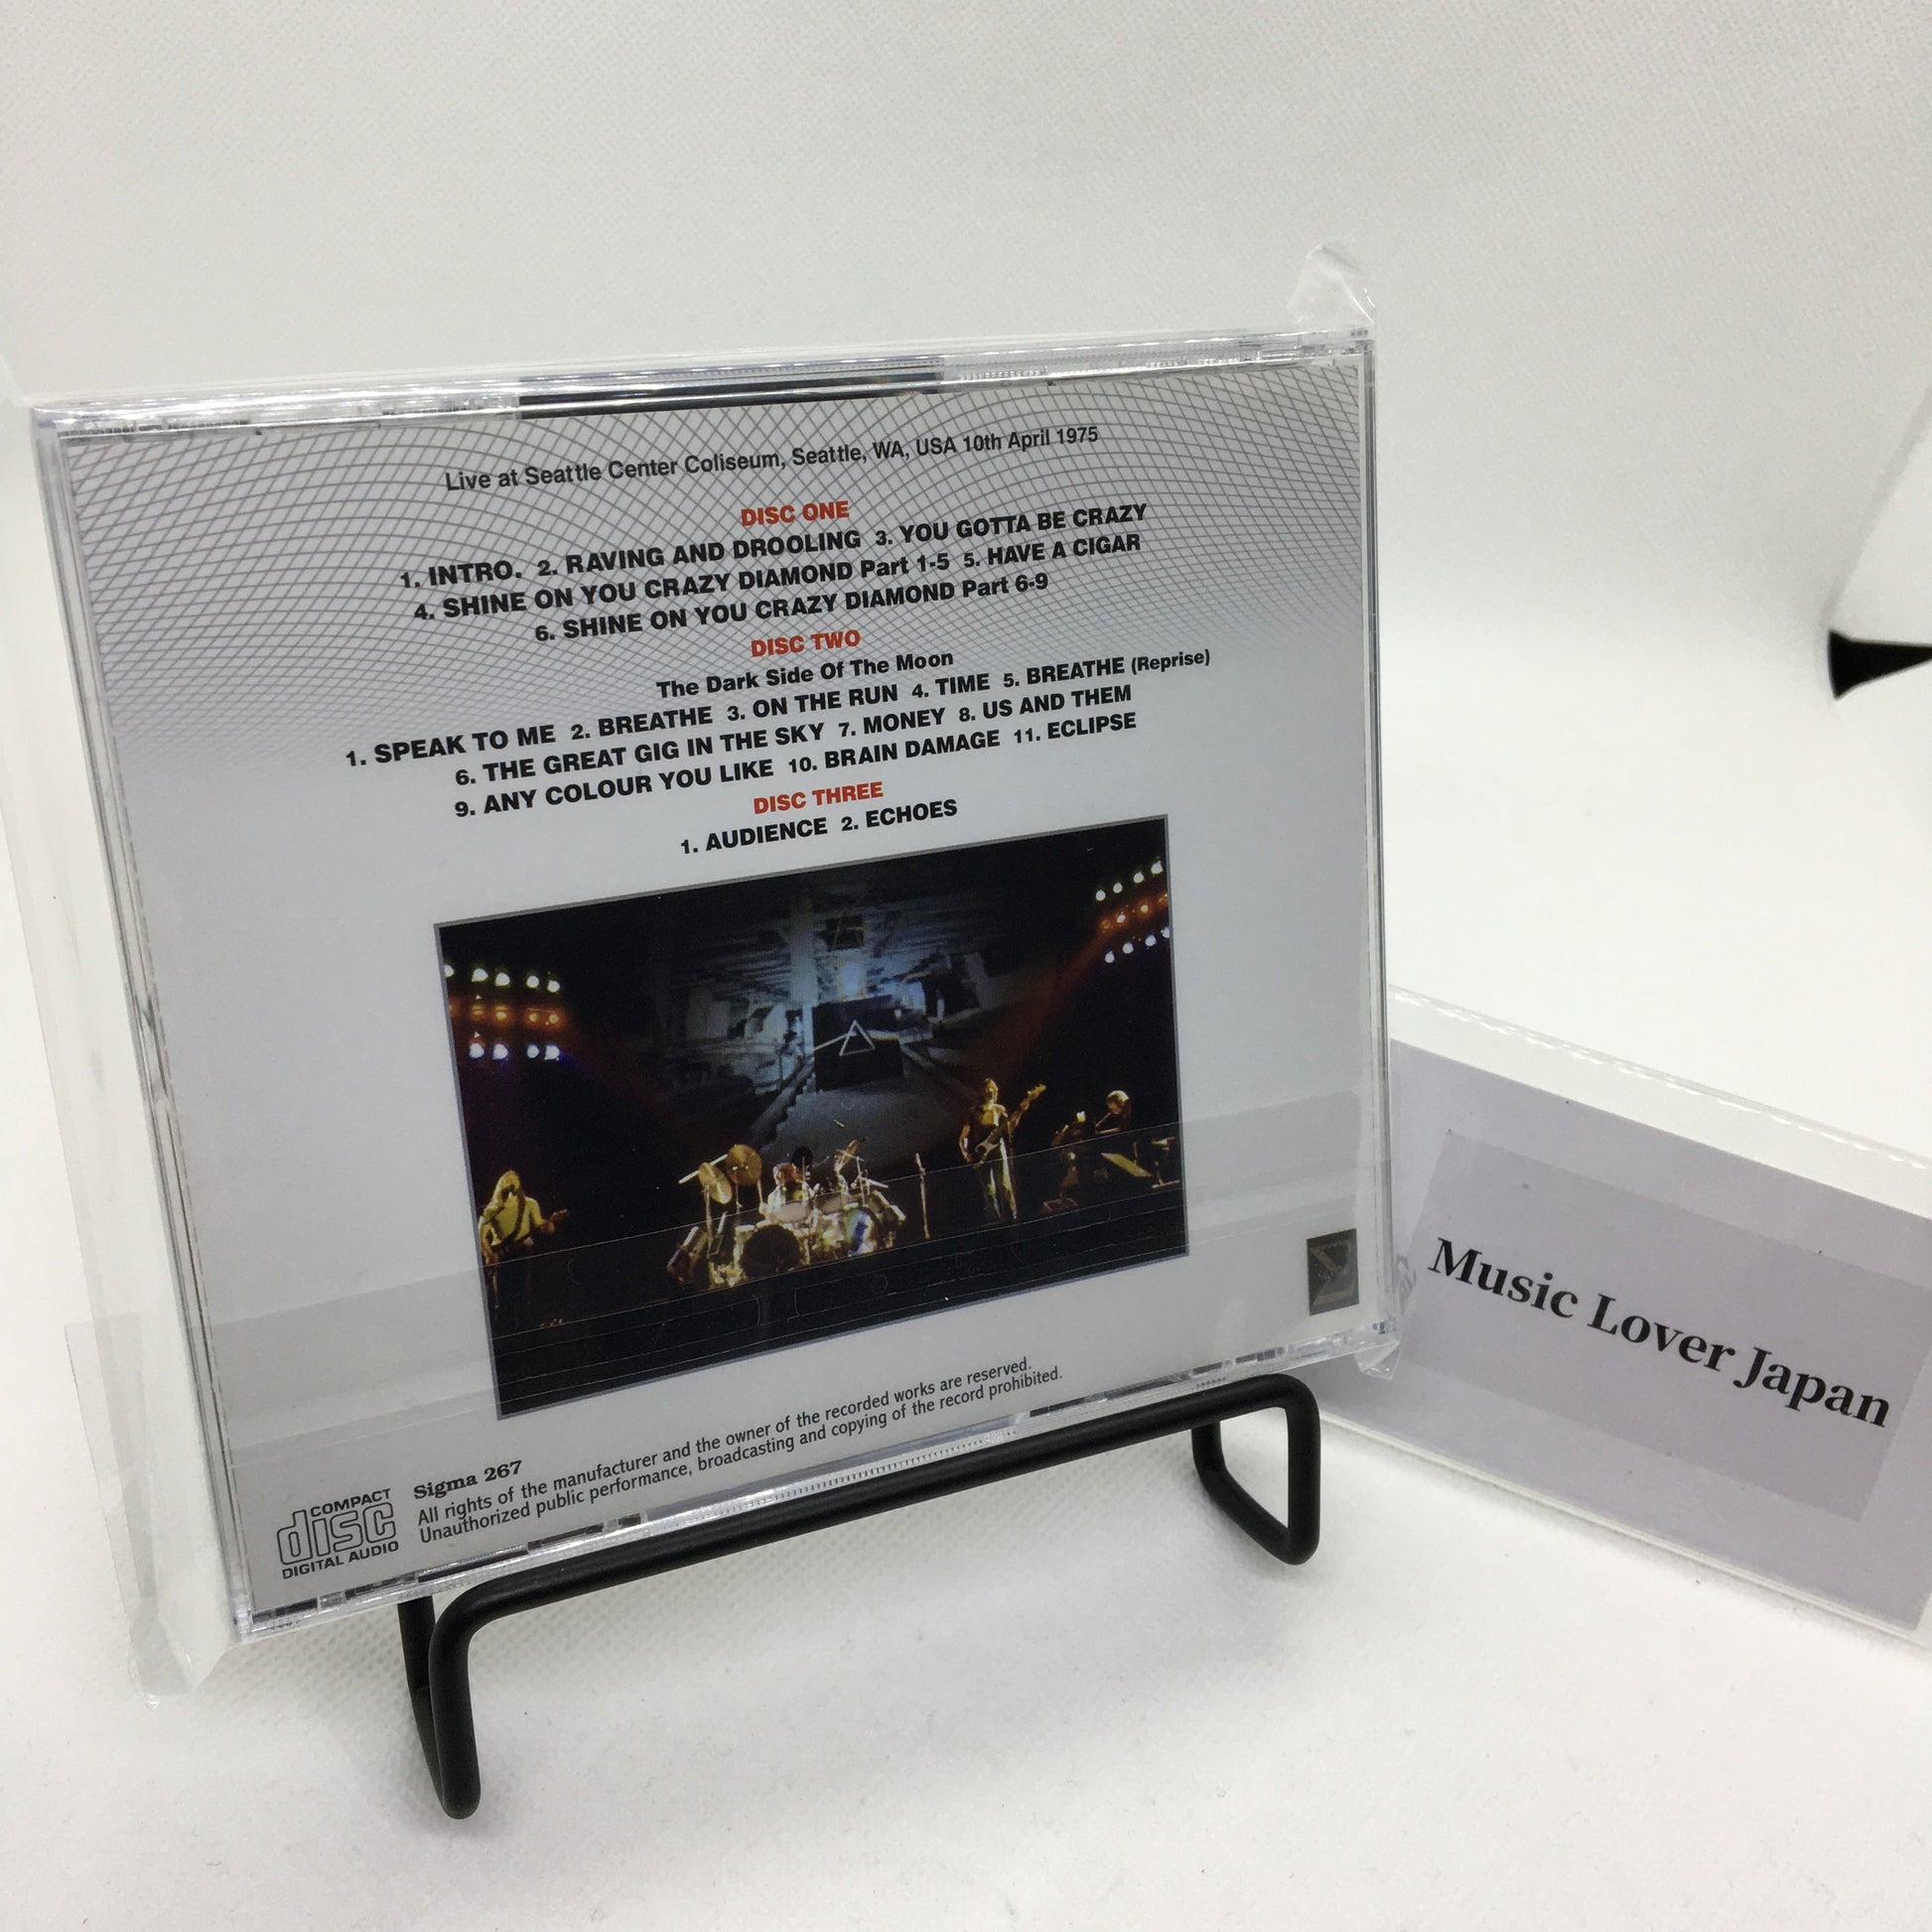 Live at Seattle Center Coliseum, Seattle, WA, USA 10th April 1975
DISC ONE
1. INTRO. 2. RAVING AND DROOLING 3. YOU GOTTA BE CRAZY
4. SHINE ON YOU CRAZY DIAMOND Part 1-5 5. HAVE A CIGAR
6. SHINE ON YOU CRAZY DIAMOND Part 6-9
DISC TWO
The Dark Side Of The Moon
1. SPEAK TO ME 2. BREATHE 3. ON THE RUN 4. TIME 5. BREATHE (Reprise)
6. THE GREAT GIG IN THE SKY 7. MONEY 8. US AND THEM
9. ANY COLOUR YOU LIKE 10. BRAIN DAMAGE 11. ECLIPSE
DISC THREE
1. AUDIENCE 2. ECHOES
COMPACT
disc
DIGITAL AUDIO
Sigma 267
All rights of the manufacturer and the owner of the recorded works are reserved.
Unauthorized public performance, broadcasting and copying of the record prohibited.
Music Lover Japan